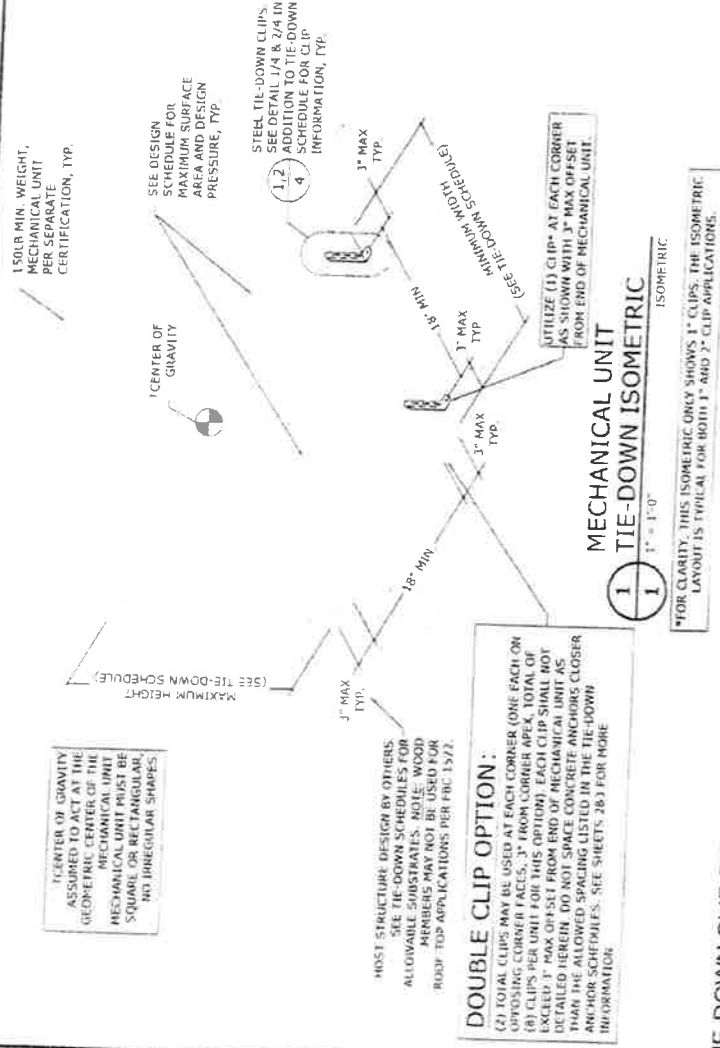 †CENTER OF GRAVITY
ASSUMED TO ACT AT THE
GEOMETRIC CENTER OF THE
MECHANICAL UNIT
MECHANICAL UNIT MUST BE
SQUARE OR RECTANGULAR,
NO IRREGULAR SHAPES
150LB MIN. WEIGHT,
MECHANICAL UNIT
PER SEPARATE
CERTIFICATION, TYP.
SEE DESIGN
SCHEDULE FOR
MAXIMUM SURFACE
AREA AND DESIGN
PRESSURE, TYP.
†CENTER OF
GRAVITY
STEEL TIE-DOWN CLIPS.
SEE DETAIL 1/4 & 2/4 IN
ADDITION TO TIE-DOWN
SCHEDULE FOR CLIP
INFORMATION, TYP.
1,2
4
MAXIMUM HEIGHT
(SEE TIE-DOWN SCHEDULE)
3" MAX
TYP.
18" MIN
3" MAX
TYP.
3" MAX
TYP.
18" MIN
3" MAX
TYP.
MINIMUM WIDTH
(SEE TIE-DOWN SCHEDULE)
HOST STRUCTURE DESIGN BY OTHERS
SEE TIE-DOWN SCHEDULES FOR
ALLOWABLE SUBSTRATES. NOTE: WOOD
MEMBERS MAY NOT BE USED FOR
ROOF-TOP APPLICATIONS PER FBC 1522.
UTILIZE (1) CLIP* AT EACH CORNER
AS SHOWN WITH 3" MAX OFFSET
FROM END OF MECHANICAL UNIT.
DOUBLE CLIP OPTION:
(2) TOTAL CLIPS MAY BE USED AT EACH CORNER (ONE EACH ON
OPPOSING CORNER FACES, 3" FROM CORNER APEX, TOTAL OF
(8) CLIPS PER UNIT FOR THIS OPTION). EACH CLIP SHALL NOT
EXCEED 3" MAX OFFSET FROM END OF MECHANICAL UNIT AS
DETAILED HEREIN. DO NOT SPACE CONCRETE ANCHORS CLOSER
THAN THE ALLOWED SPACING LISTED IN THE TIE-DOWN
ANCHOR SCHEDULES. SEE SHEETS 2&3 FOR MORE
INFORMATION
1
1
MECHANICAL UNIT
TIE-DOWN ISOMETRIC
1" = 1'-0"
ISOMETRIC
*FOR CLARITY, THIS ISOMETRIC ONLY SHOWS 1" CLIPS. THE ISOMETRIC
LAYOUT IS TYPICAL FOR BOTH 1" AND 2" CLIP APPLICATIONS.